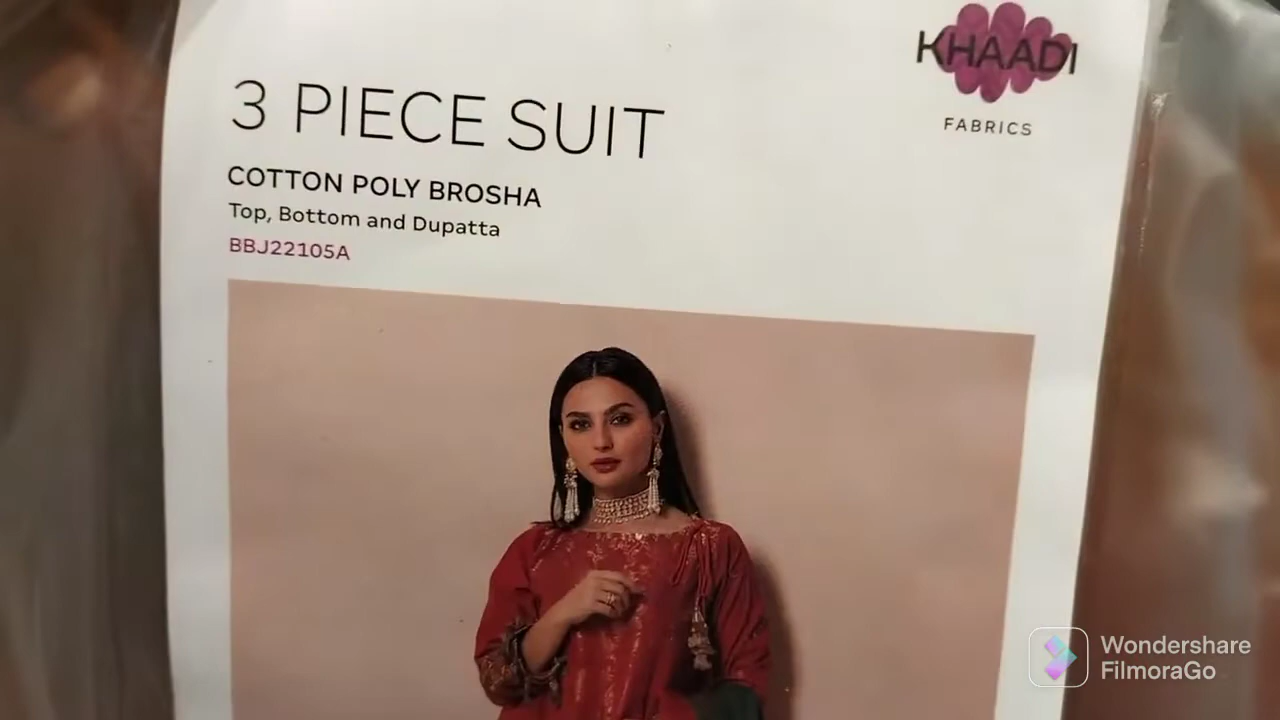 KHAADI
FABRICS
3 PIECE SUIT
COTTON POLY BROSHA
Top, Bottom and Dupatta
BBJ22105A
Wondershare
FilmoraGo